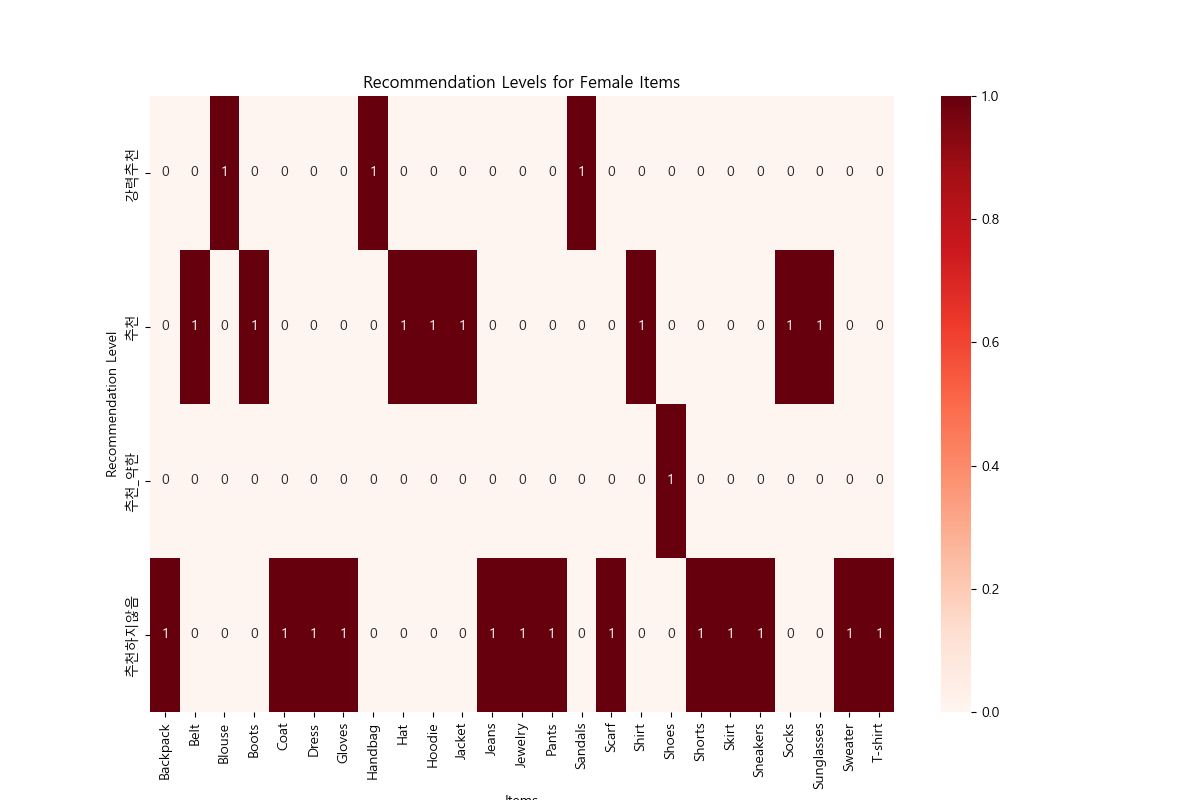 Recommendation Levels for Female Items
1.0
0.8
0.6
0.4
0.2
0.0
Recommendation Level
강력추천
0 0 1 0 0 0 0 1 0 0 0 0 0 0 1 0 0 0 0 0 0 0 0 0 0
추천
0 1 0 1 0 0 0 0 1 1 1 0 0 0 0 0 1 0 0 0 0 1 1 0 0
추천_약한
0 0 0 0 0 0 0 0 0 0 0 0 0 0 0 0 0 1 0 0 0 0 0 0 0
추천하지않음
1 0 0 0 1 1 1 0 0 0 0 1 1 1 0 1 0 0 1 1 1 0 0 1 1
Backpack
Belt
Blouse
Boots
Coat
Dress
Gloves
Handbag
Hat
Hoodie
Jacket
Jeans
Jewelry
Pants
Sandals
Scarf
Shirt
Shoes
Shorts
Skirt
Sneakers
Socks
Sunglasses
Sweater
T-shirt
Items